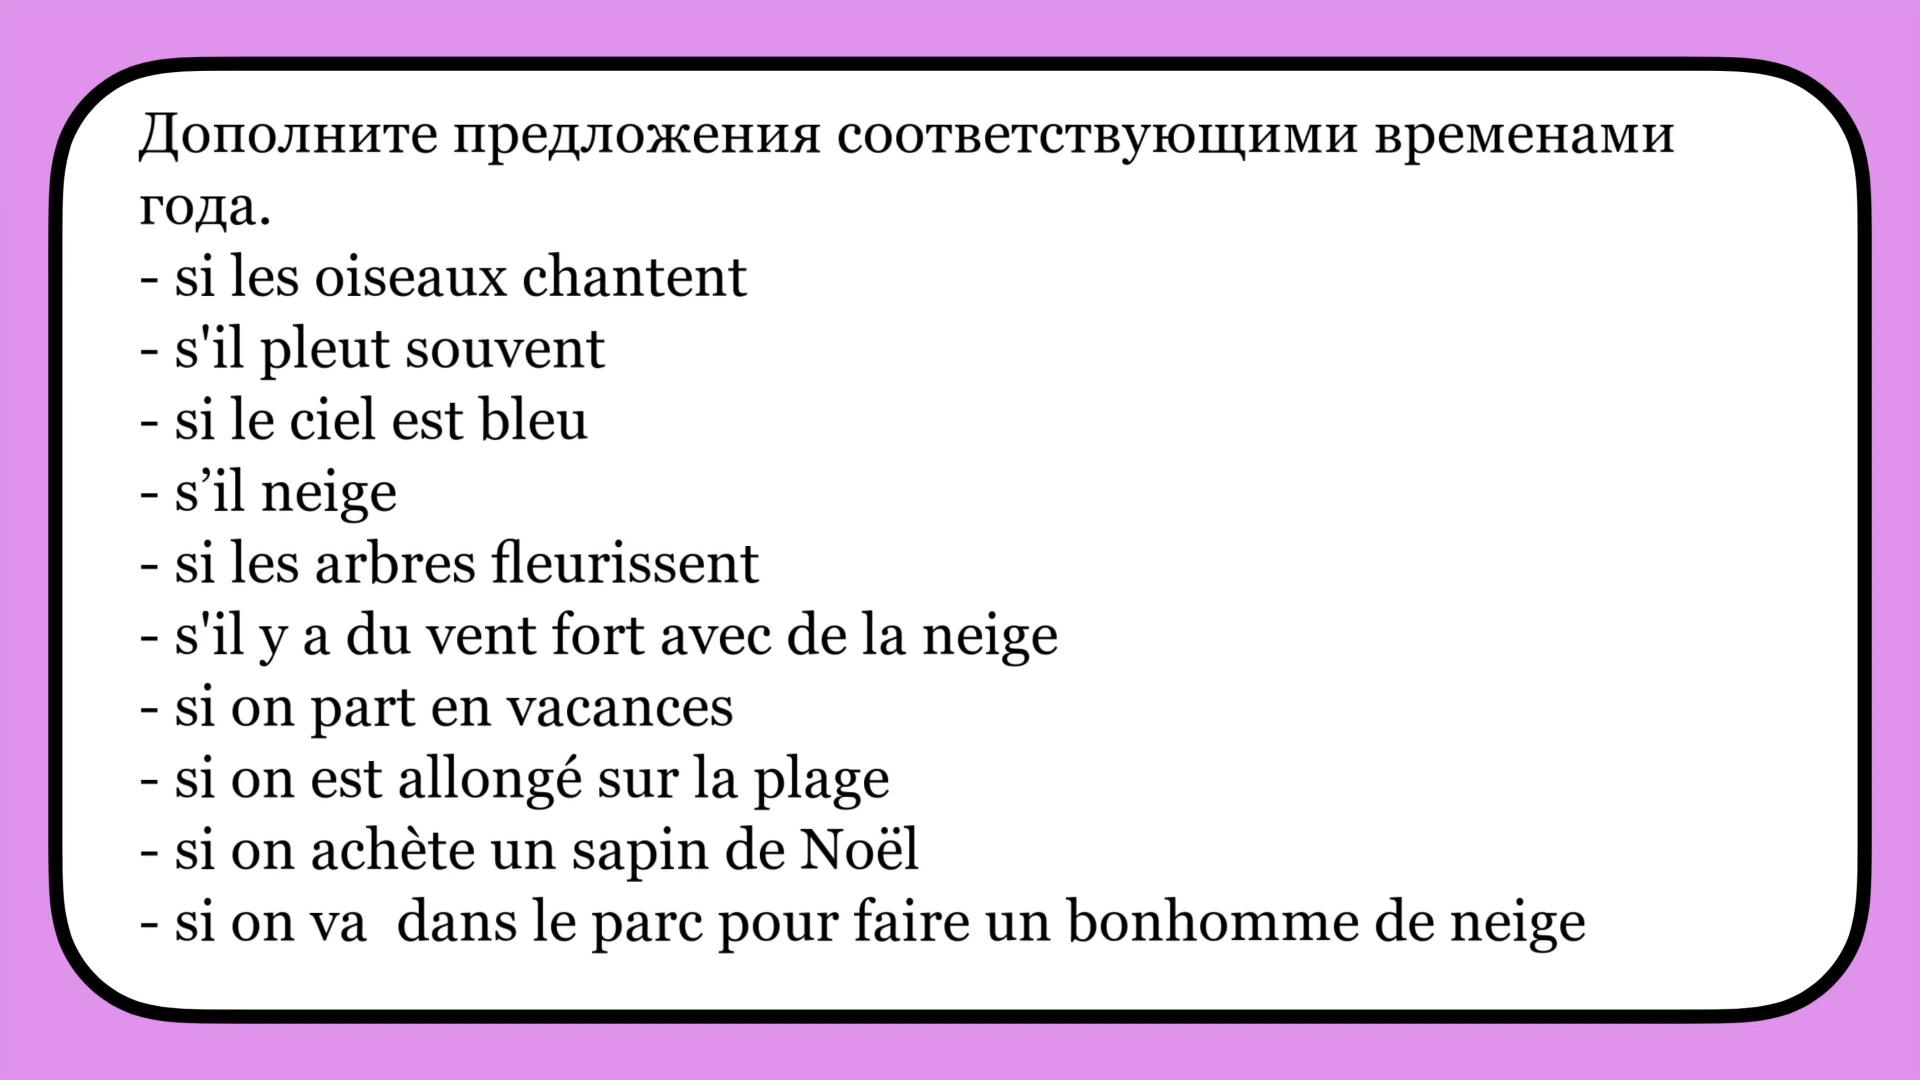 Дополните предложения соответствующими временами
года.
- si les oiseaux chantent
- s'il pleut souvent
- si le ciel est bleu
- s’il neige
- si les arbres fleurissent
- s'il y a du vent fort avec de la neige
- si on part en vacances
- si on est allongé sur la plage
- si on achète un sapin de Noël
- si on va  dans le parc pour faire un bonhomme de neige